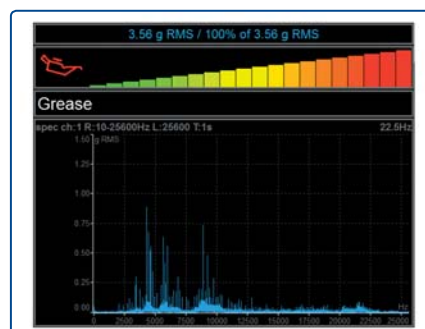 3.56 g RMS / 100% of 3.56 g RMS
Grease
spec ch:1 R:10-25600Hz L:25600 T:1s 22.5Hz
1.50 g RMS
1.25
1.00
0.75
0.50
0.25
0.00 Hz
0 2500 5000 7500 10000 12500 15000 17500 20000 22500 25000